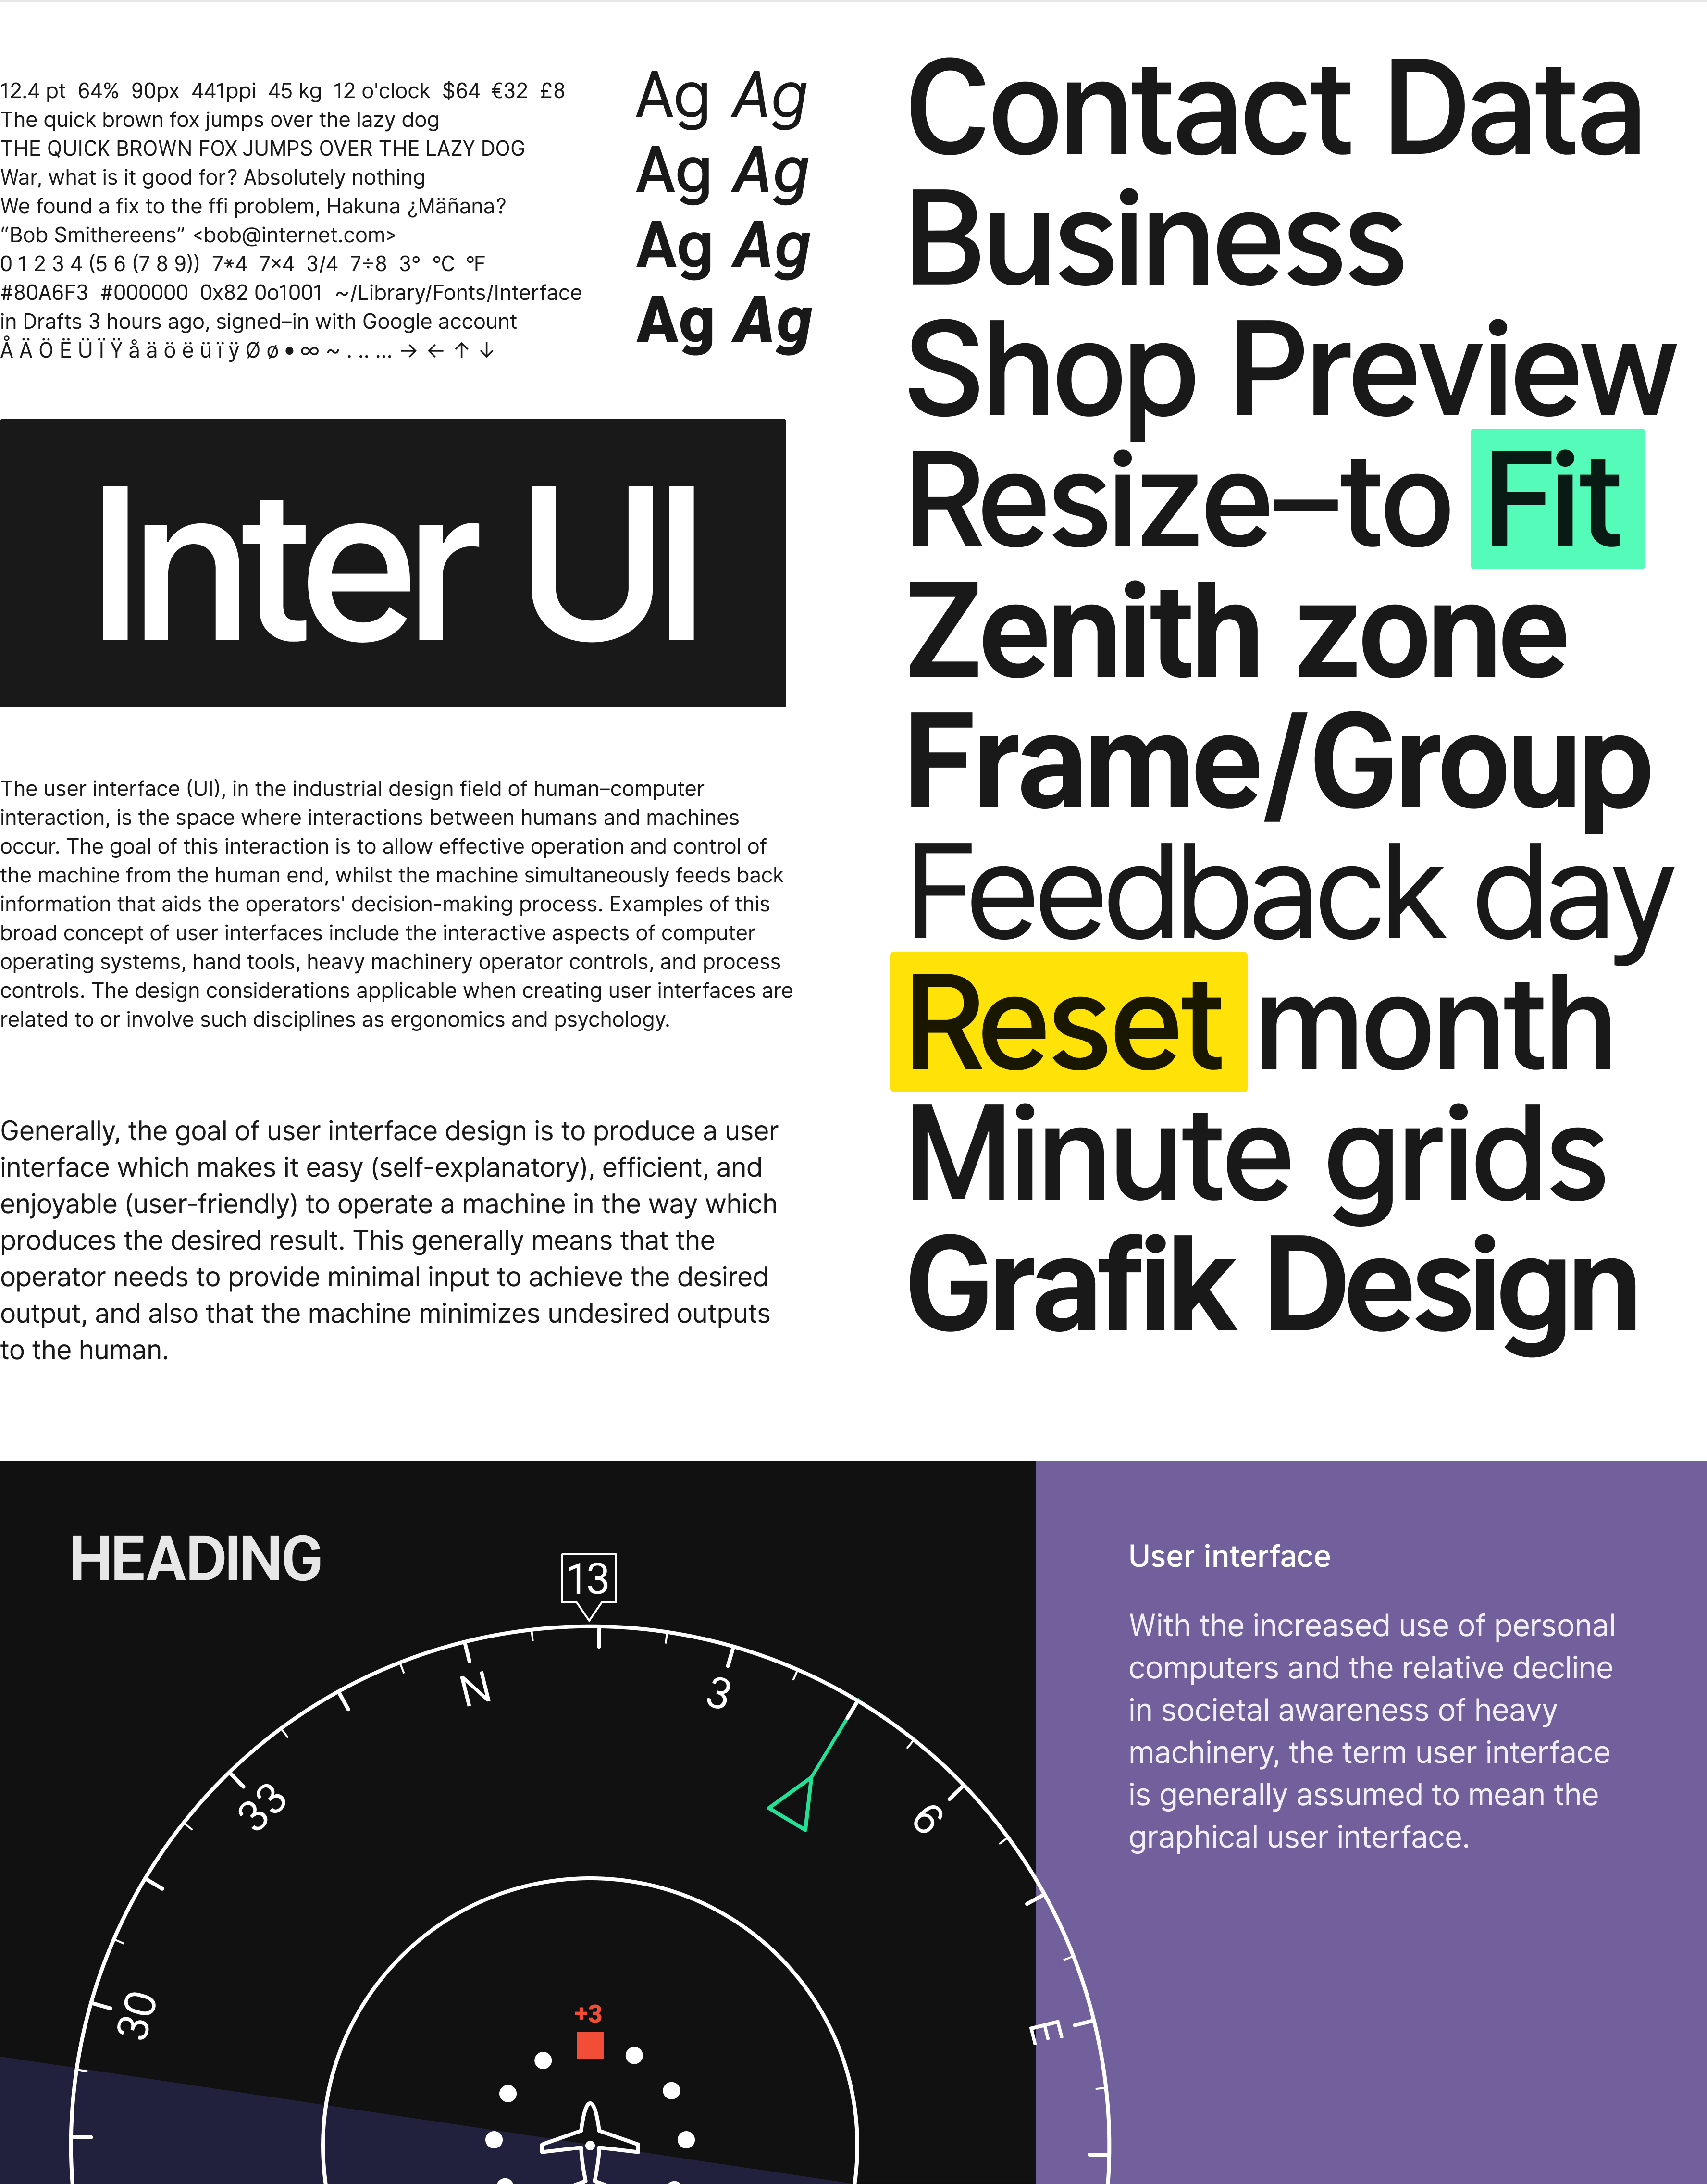 12.4 pt  64%  90px  441ppi  45 kg  12 o'clock  $64  €32  £8
The quick brown fox jumps over the lazy dog
THE QUICK BROWN FOX JUMPS OVER THE LAZY DOG
War, what is it good for? Absolutely nothing
We found a fix to the ffi problem, Hakuna ¿Mäñana?
“Bob Smithereens” <bob@internet.com>
0 1 2 3 4 (5 6 (7 8 9))  7*4  7×4  3/4  7÷8  3°  °C  °F
#80A6F3  #000000  0x82 0o1001  ~/Library/Fonts/Interface
in Drafts 3 hours ago, signed–in with Google account
Å Ä Ö Ë Ü Ï Ÿ å ä ö ë ü ï ÿ Ø ø • ∞ ~ . .. ... → ← ↑ ↓
Ag Ag
Ag Ag
Ag Ag
Ag Ag
Inter UI
The user interface (UI), in the industrial design field of human–computer
interaction, is the space where interactions between humans and machines
occur. The goal of this interaction is to allow effective operation and control of
the machine from the human end, whilst the machine simultaneously feeds back
information that aids the operators' decision-making process. Examples of this
broad concept of user interfaces include the interactive aspects of computer
operating systems, hand tools, heavy machinery operator controls, and process
controls. The design considerations applicable when creating user interfaces are
related to or involve such disciplines as ergonomics and psychology.
Generally, the goal of user interface design is to produce a user
interface which makes it easy (self-explanatory), efficient, and
enjoyable (user-friendly) to operate a machine in the way which
produces the desired result. This generally means that the
operator needs to provide minimal input to achieve the desired
output, and also that the machine minimizes undesired outputs
to the human.
Contact Data
Business
Shop Preview
Resize–to Fit
Zenith zone
Frame/Group
Feedback day
Reset month
Minute grids
Grafik Design
HEADING
13
N
3
33
6
30
E
+3
User interface
With the increased use of personal
computers and the relative decline
in societal awareness of heavy
machinery, the term user interface
is generally assumed to mean the
graphical user interface.